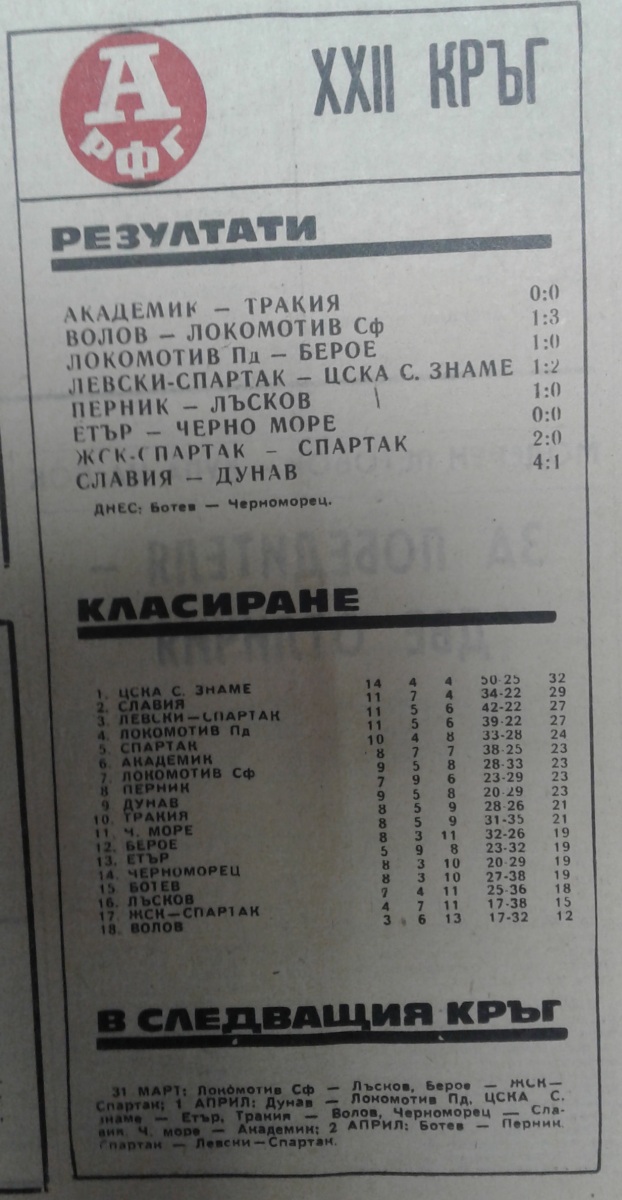 А
РФГ
XXII КРЪГ
РЕЗУЛТАТИ
АКАДЕМИК — ТРАКИЯ 0:0
ВОЛОВ — ЛОКОМОТИВ Сф 1:3
ЛОКОМОТИВ Пд — БЕРОЕ 1:0
ЛЕВСКИ-СПАРТАК — ЦСКА С. ЗНАМЕ 1:2
ПЕРНИК — ЛЪСКОВ 1:0
ЕТЪР — ЧЕРНО МОРЕ 0:0
ЖСК-СПАРТАК - СПАРТАК 2:0
СЛАВИЯ — ДУНАВ 4:1
ДНЕС: Ботев — Черноморец.
КЛАСИРАНЕ
1. ЦСКА С. ЗНАМЕ 14 4 4 50-25 32
2. СЛАВИЯ 11 7 4 34-22 29
3. ЛЕВСКИ—СПАРТАК 11 5 6 42-22 27
4. ЛОКОМОТИВ Пд 11 5 6 39-22 27
5. СПАРТАК 10 4 8 33-28 24
6. АКАДЕМИК 8 7 7 38-25 23
7. ЛОКОМОТИВ Сф 9 5 8 28-33 23
8 ПЕРНИК 7 9 6 23-29 23
9. ДУНАВ 9 5 8 20-29 23
10. ТРАКИЯ 8 5 9 28-26 21
11. Ч. МОРЕ 8 5 9 31-35 21
12. БЕРОЕ 8 3 11 32-26 19
13. ЕТЪР 5 9 8 23-32 19
14. ЧЕРНОМОРЕЦ 8 3 10 20-29 19
15 БОТЕВ 8 3 10 27-38 19
16. ЛЪСКОВ 7 4 11 25-36 18
17 ЖСК—СПАРТАК 4 7 11 17-38 15
18. ВОЛОВ 3 6 13 17-32 12
В СЛЕДВАЩИЯ КРЪГ
31 МАРТ: Локомотив Сф — Лъсков, Берое — ЖСК—
Спартак; 1 АПРИЛ: Дунав — Локомотив Пд, ЦСКА С.
знаме — Етър, Тракия — Волов, Черноморец — Сла-
вия, Ч. море — Академик; 2 АПРИЛ: Ботев — Перник,
Спартак — Левски—Спартак.